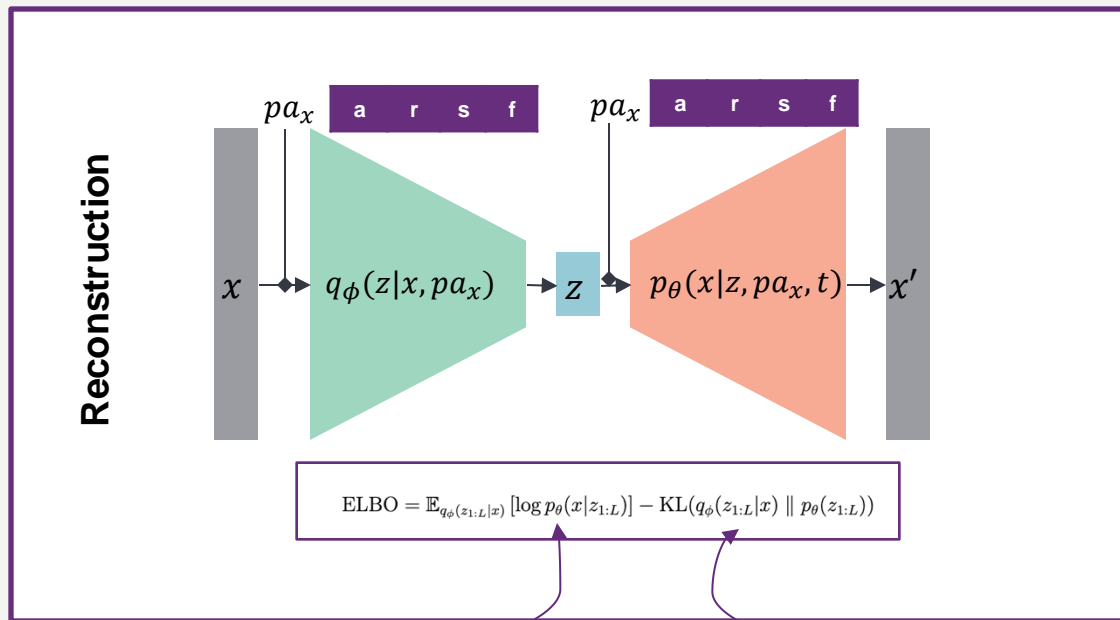 Reconstruction
pa_x
a r s f
pa_x
a r s f
x
q_ϕ(z|x, pa_x)
z
p_θ(x|z, pa_x, t)
x′
ELBO = 𝔼_{q_ϕ(z_{1:L}|x)} [log p_θ(x|z_{1:L})] − KL(q_ϕ(z_{1:L}|x) ∥ p_θ(z_{1:L}))